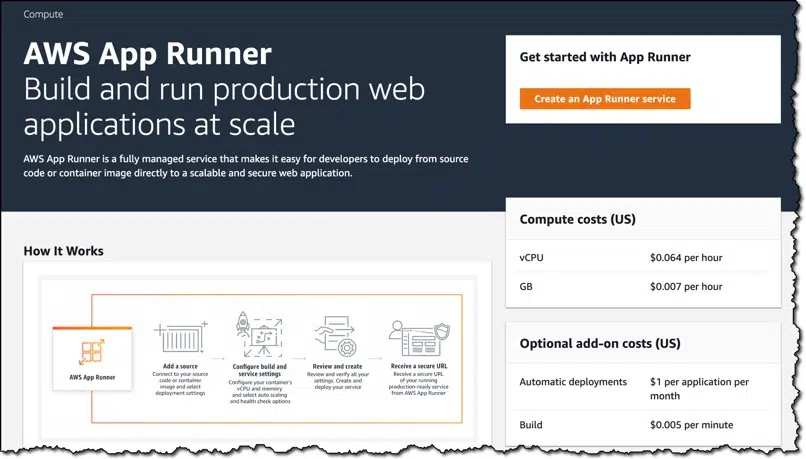 Compute
AWS App Runner
Build and run production web
applications at scale
AWS App Runner is a fully managed service that makes it easy for developers to deploy from source
code or container image directly to a scalable and secure web application.
Get started with App Runner
Create an App Runner service
Compute costs (US)
vCPU $0.064 per hour
GB $0.007 per hour
Optional add-on costs (US)
Automatic deployments $1 per application per
month
Build $0.005 per minute
How It Works
AWS App Runner
Add a source
Connect to your source
code or container
image and select
deployment settings
Configure build and
service settings
Configure your container's
vCPU and memory
and select auto scaling
and health check options
Review and create
Review and verify all your
settings. Create and
deploy your service
Receive a secure URL
Receive a secure URL
of your running
production-ready service
from AWS App Runner